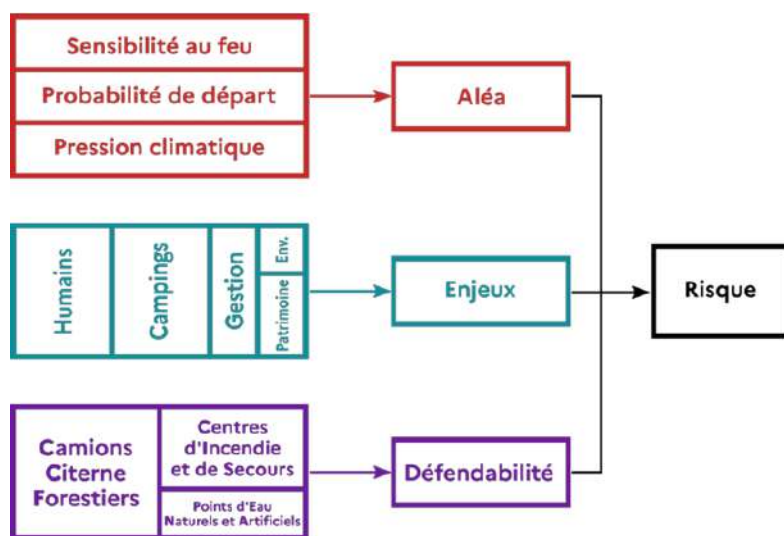 Sensibilité au feu
Probabilité de départ
Pression climatique
Aléa
Humains
Campings
Gestion
Env.
Patrimoine
Enjeux
Risque
Camions
Citerne
Forestiers
Centres
d'Incendie
et de Secours
Points d'Eau
Naturels et Artificiels
Défendabilité